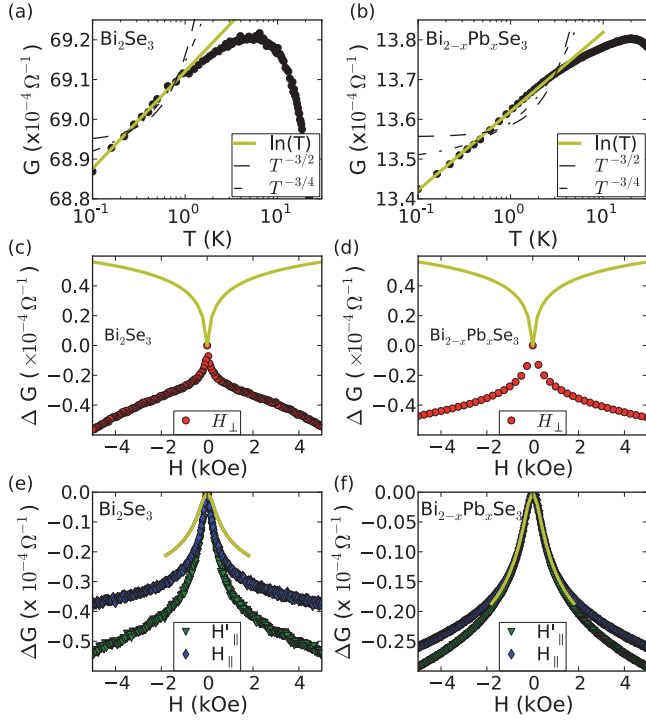 (a)
Bi₂Se₃
G (x10⁻⁴ Ω⁻¹)
69.2
69.1
69.0
68.9
68.8
ln(T)
T⁻³/²
T⁻³/⁴
10⁻¹ 10⁰ 10¹
T (K)
(b)
Bi₂₋ₓPbₓSe₃
G (x10⁻⁴ Ω⁻¹)
13.8
13.7
13.6
13.5
13.4
ln(T)
T⁻³/²
T⁻³/⁴
10⁻¹ 10⁰ 10¹
T (K)
(c)
Δ G ( ×10⁻⁴ Ω⁻¹)
0.4
0.2
0.0
−0.2
−0.4
Bi₂Se₃
H⊥
−4 −2 0 2 4
H (kOe)
(d)
Δ G ( ×10⁻⁴ Ω⁻¹)
0.4
0.2
0.0
−0.2
−0.4
Bi₂₋ₓPbₓSe₃
H⊥
−4 −2 0 2 4
H (kOe)
(e)
ΔG (x 10⁻⁴ Ω⁻¹)
0.0
−0.1
−0.2
−0.3
−0.4
−0.5
Bi₂Se₃
H'∥
H∥
−4 −2 0 2 4
H (kOe)
(f)
ΔG (x 10⁻⁴ Ω⁻¹)
0.00
−0.05
−0.10
−0.15
−0.20
−0.25
Bi₂₋ₓPbₓSe₃
H'∥
H∥
−4 −2 0 2 4
H (kOe)